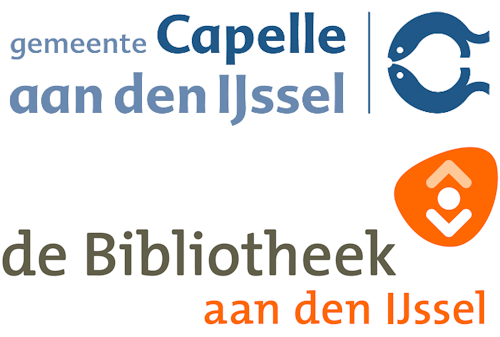 gemeente Capelle
aan den IJssel
de Bibliotheek
aan den IJssel